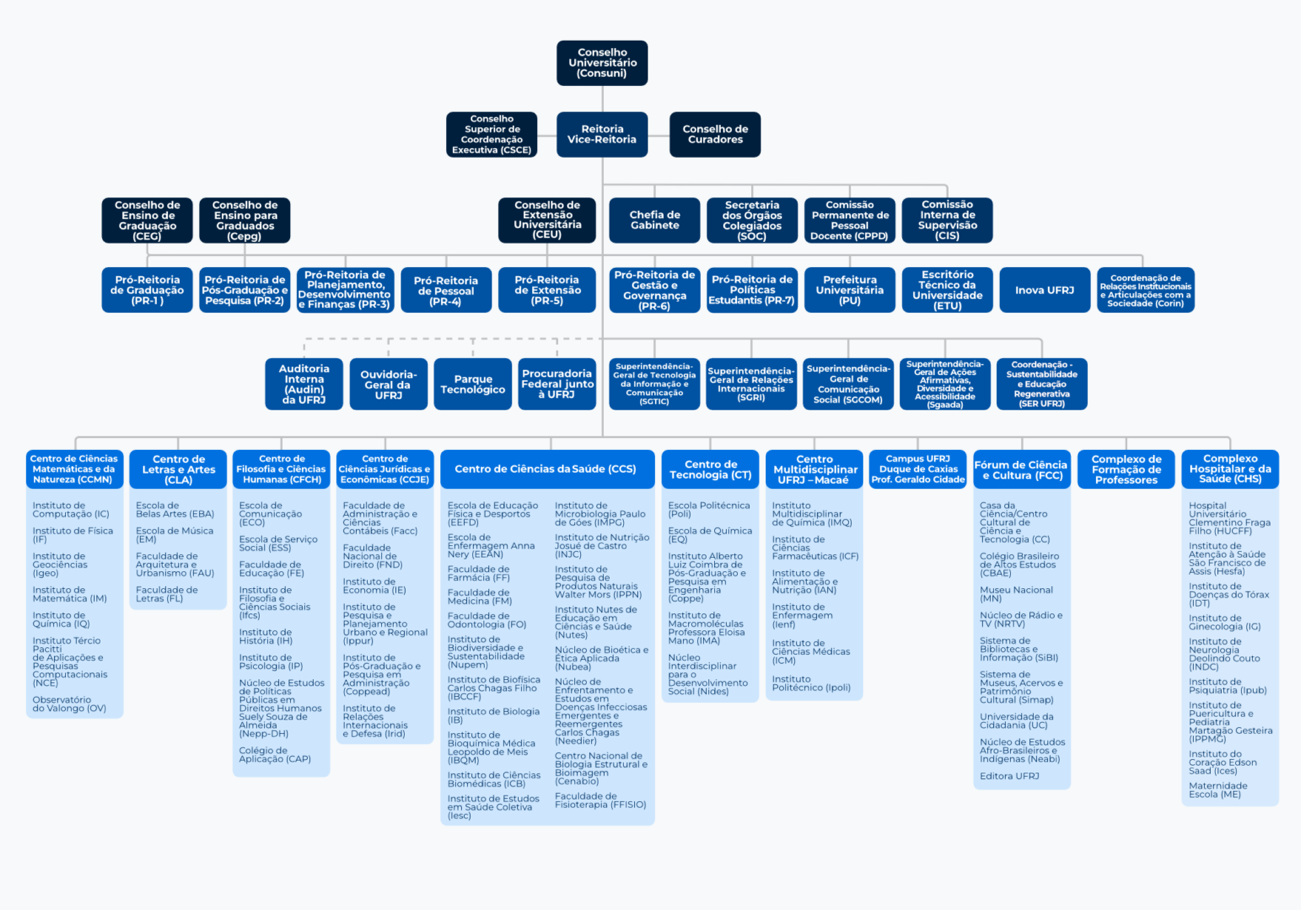 Conselho
Universitário
(Consuni)
Conselho
Superior de
Coordenação
Executiva (CSCE)
Reitoria
Vice-Reitoria
Conselho de
Curadores
Conselho de
Ensino de
Graduação
(CEG)
Conselho de
Ensino para
Graduados
(Cepg)
Conselho de
Extensão
Universitária
(CEU)
Chefia de
Gabinete
Secretaria
dos Órgãos
Colegiados
(SOC)
Comissão
Permanente de
Pessoal
Docente (CPPD)
Comissão
Interna de
Supervisão
(CIS)
Pró-Reitoria
de Graduação
(PR-1 )
Pró-Reitoria de
Pós-Graduação e
Pesquisa (PR-2)
Pró-Reitoria de
Planejamento,
Desenvolvimento
e Finanças (PR-3)
Pró-Reitoria
de Pessoal
(PR-4)
Pró-Reitoria
de Extensão
(PR-5)
Pró-Reitoria de
Gestão e
Governança
(PR-6)
Pró-Reitoria de
Políticas
Estudantis (PR-7)
Prefeitura
Universitária
(PU)
Escritório
Técnico da
Universidade
(ETU)
Inova UFRJ
Coordenação de
Relações Institucionais
e Articulações com a
Sociedade (Corin)
Auditoria
Interna
(Audin)
da UFRJ
Ouvidoria-
Geral da
UFRJ
Parque
Tecnológico
Procuradoria
Federal junto
à UFRJ
Superintendência-
Geral de Tecnologia
da Informação e
Comunicação
(SGTIC)
Superintendência-
Geral de Relações
Internacionais
(SGRI)
Superintendência-
Geral de
Comunicação
Social (SGCOM)
Superintendência-
Geral de Ações
Afirmativas,
Diversidade e
Acessibilidade
(Sgaada)
Coordenação -
Sustentabilidade
e Educação
Regenerativa
(SER UFRJ)
Centro de Ciências
Matemáticas e da
Natureza (CCMN)
Instituto de
Computação (IC)
Instituto de Física
(IF)
Instituto de
Geociências
(Igeo)
Instituto de
Matemática (IM)
Instituto de
Química (IQ)
Instituto Tércio
Pacitti
de Aplicações e
Pesquisas
Computacionais
(NCE)
Observatório
do Valongo (OV)
Centro de
Letras e Artes
(CLA)
Escola de
Belas Artes (EBA)
Escola de Música
(EM)
Faculdade de
Arquitetura e
Urbanismo (FAU)
Faculdade de
Letras (FL)
Centro de
Filosofia e Ciências
Humanas (CFCH)
Escola de
Comunicação
(ECO)
Escola de Serviço
Social (ESS)
Faculdade de
Educação (FE)
Instituto de
Filosofia e
Ciências Sociais
(Ifcs)
Instituto de
História (IH)
Instituto de
Psicologia (IP)
Núcleo de Estudos
de Políticas
Públicas em
Direitos Humanos
Suely Souza de
Almeida
(Nepp-DH)
Colégio de
Aplicação (CAP)
Centro de
Ciências Jurídicas e
Econômicas (CCJE)
Faculdade de
Administração e
Ciências
Contábeis (Facc)
Faculdade
Nacional de
Direito (FND)
Instituto de
Economia (IE)
Instituto de
Pesquisa e
Planejamento
Urbano e Regional
(Ippur)
Instituto de
Pós-Graduação e
Pesquisa em
Administração
(Coppead)
Instituto de
Relações
Internacionais
e Defesa (Irid)
Centro de Ciências da Saúde (CCS)
Escola de Educação
Física e Desportos
(EEFD)
Escola de
Enfermagem Anna
Nery (EEAN)
Faculdade de
Farmácia (FF)
Faculdade de
Medicina (FM)
Faculdade de
Odontologia (FO)
Instituto de
Biodiversidade e
Sustentabilidade
(Nupem)
Instituto de Biofísica
Carlos Chagas Filho
(IBCCF)
Instituto de Biologia
(IB)
Instituto de
Bioquímica Médica
Leopoldo de Meis
(IBQM)
Instituto de Ciências
Biomédicas (ICB)
Instituto de Estudos
em Saúde Coletiva
(Iesc)
Instituto de
Microbiologia Paulo
de Góes (IMPG)
Instituto de Nutrição
Josué de Castro
(INJC)
Instituto de
Pesquisa de
Produtos Naturais
Walter Mors (IPPN)
Instituto Nutes de
Educação em
Ciências e Saúde
(Nutes)
Núcleo de Bioética e
Ética Aplicada
(Nubea)
Núcleo de
Enfrentamento e
Estudos em
Doenças Infecciosas
Emergentes e
Reemergentes
Carlos Chagas
(Needier)
Centro Nacional de
Biologia Estrutural e
Bioimagem
(Cenabio)
Faculdade de
Fisioterapia (FFISIO)
Centro de
Tecnologia (CT)
Escola Politécnica
(Poli)
Escola de Química
(EQ)
Instituto Alberto
Luiz Coimbra de
Pós-Graduação e
Pesquisa em
Engenharia
(Coppe)
Instituto de
Macromoléculas
Professora Eloisa
Mano (IMA)
Núcleo
Interdisciplinar
para o
Desenvolvimento
Social (Nides)
Centro
Multidisciplinar
UFRJ – Macaé
Instituto
Multidisciplinar
de Química (IMQ)
Instituto de
Ciências
Farmacêuticas (ICF)
Instituto de
Alimentação e
Nutrição (IAN)
Instituto de
Enfermagem
(Ienf)
Instituto de
Ciências Médicas
(ICM)
Instituto
Politécnico (Ipoli)
Campus UFRJ
Duque de Caxias
Prof. Geraldo Cidade
Fórum de Ciência
e Cultura (FCC)
Casa da
Ciência/Centro
Cultural de
Ciência e
Tecnologia (CC)
Colégio Brasileiro
de Altos Estudos
(CBAE)
Museu Nacional
(MN)
Núcleo de Rádio e
TV (NRTV)
Sistema de
Bibliotecas e
Informação (SiBI)
Sistema de
Museus, Acervos e
Patrimônio
Cultural (Simap)
Universidade da
Cidadania (UC)
Núcleo de Estudos
Afro-Brasileiros e
Indígenas (Neabi)
Editora UFRJ
Complexo de
Formação de
Professores
Complexo
Hospitalar e da
Saúde (CHS)
Hospital
Universitário
Clementino Fraga
Filho (HUCFF)
Instituto de
Atenção à Saúde
São Francisco de
Assis (Hesfa)
Instituto de
Doenças do Tórax
(IDT)
Instituto de
Ginecologia (IG)
Instituto de
Neurologia
Deolindo Couto
(INDC)
Instituto de
Psiquiatria (Ipub)
Instituto de
Puericultura e
Pediatria
Martagão Gesteira
(IPPMG)
Instituto do
Coração Edson
Saad (Ices)
Maternidade
Escola (ME)